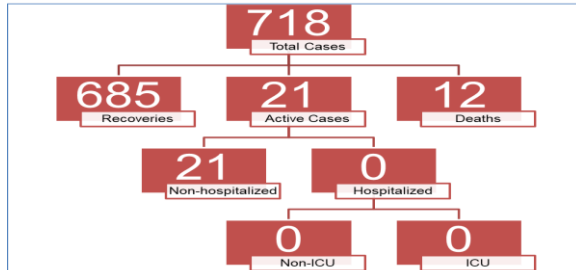 718
Total Cases
685
Recoveries
21
Active Cases
12
Deaths
21
Non-hospitalized
0
Hospitalized
0
Non-ICU
0
ICU